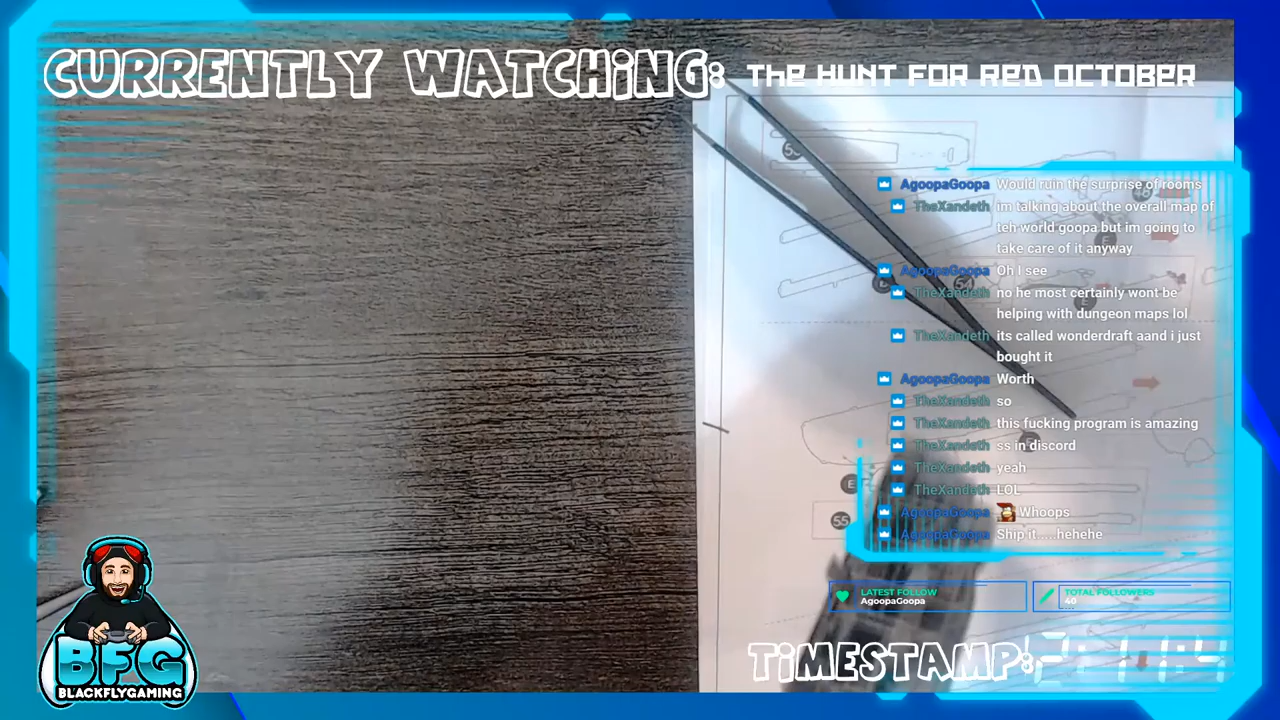 CURRENTLY WATCHING: THE HUNT FOR RED OCTOBER
AgoopaGoopa Would ruin the surprise of rooms
TheXandeth im talking about the overall map of
teh world goopa but im going to
take care of it anyway
AgoopaGoopa Oh I see
TheXandeth no he most certainly wont be
helping with dungeon maps lol
TheXandeth its called wonderdraft aand i just
bought it
AgoopaGoopa Worth
TheXandeth so
TheXandeth this fucking program is amazing
TheXandeth ss in discord
TheXandeth yeah
TheXandeth LOL
AgoopaGoopa Whoops
AgoopaGoopa Ship it.....hehehe
E
55
LATEST FOLLOW
AgoopaGoopa
TOTAL FOLLOWERS
40
TIMESTAMP:
BFG
BLACKFLYGAMING